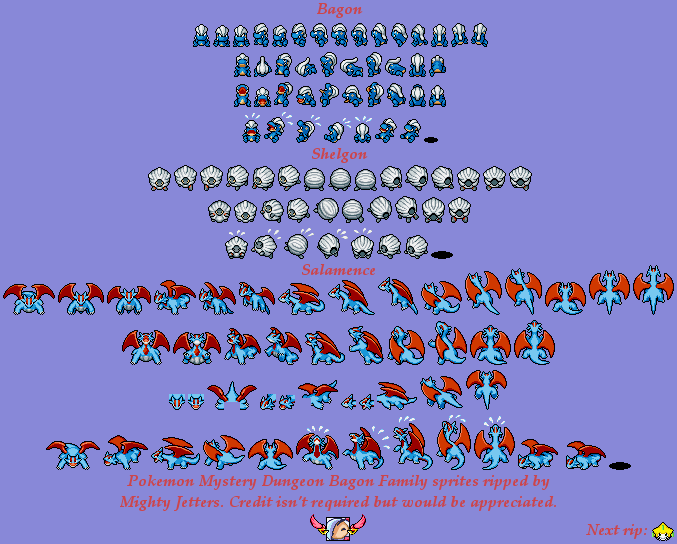 Bagon
Shelgon
Salamence
Pokemon Mystery Dungeon Bagon Family sprites ripped by
Mighty Jetters. Credit isn't required but would be appreciated.
Next rip: